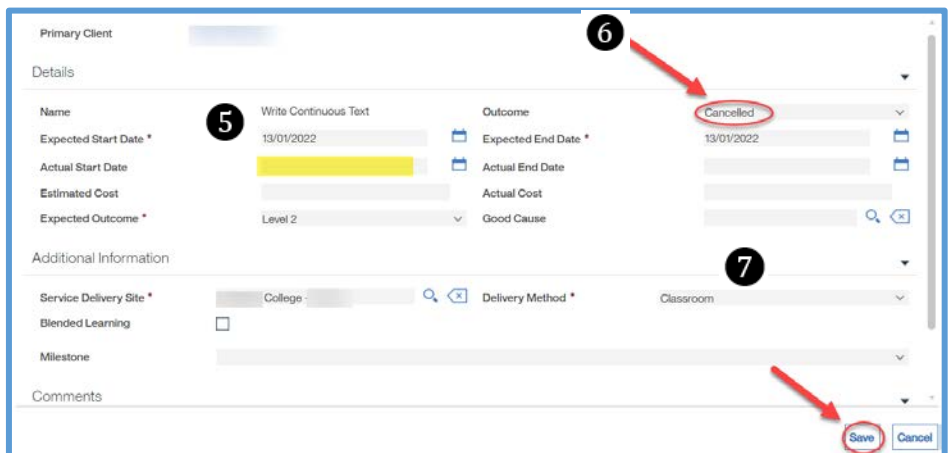 Primary Client
6
Details
Name Write Continuous Text Outcome Cancelled
5
Expected Start Date * 13/01/2022 Expected End Date * 13/01/2022
Actual Start Date Actual End Date
Estimated Cost Actual Cost
Expected Outcome * Level 2 Good Cause
Additional Information
7
Service Delivery Site * College - Delivery Method * Classroom
Blended Learning
Milestone
Comments
Save Cancel